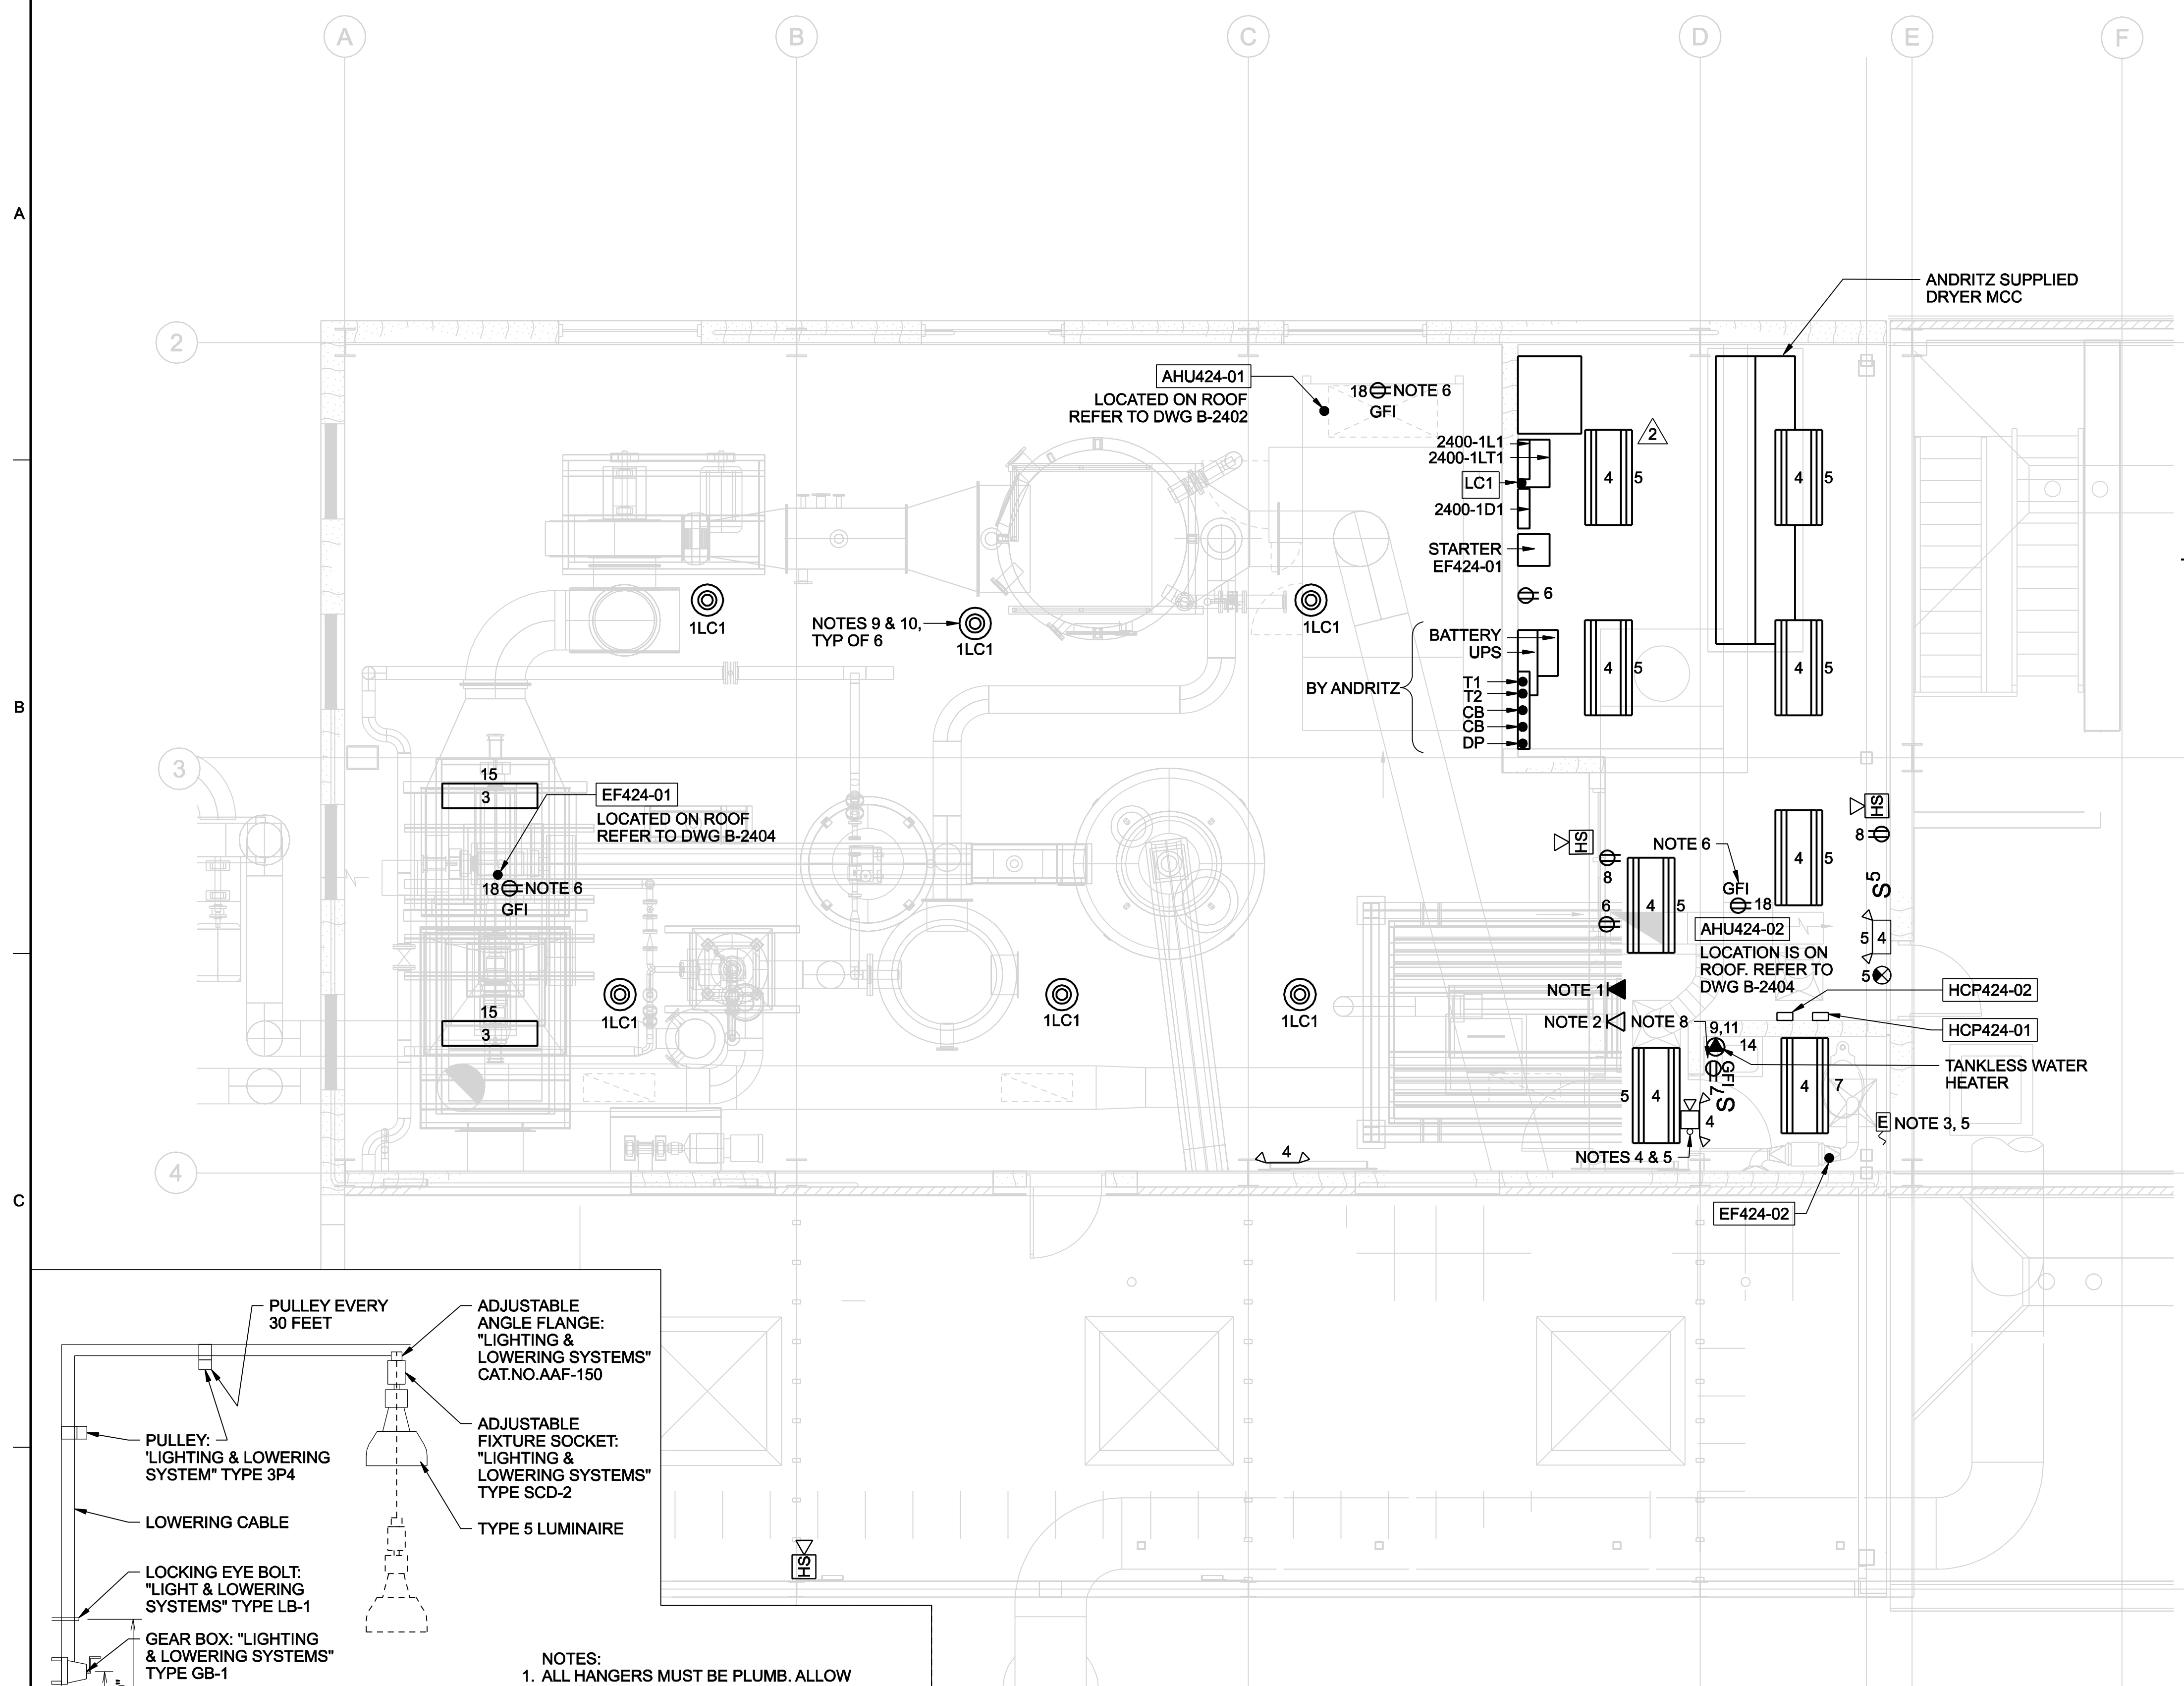 A
B
C
D
E
F
A
ANDRITZ SUPPLIED
DRYER MCC
2
AHU424-01
LOCATED ON ROOF
REFER TO DWG B-2402
18 NOTE 6
GFI
2400-1L1
2400-1LT1
LC1
2400-1D1
STARTER
EF424-01
2
4 5
4 5
6
1LC1
NOTES 9 & 10,
TYP OF 6
1LC1
1LC1
BATTERY
UPS
BY ANDRITZ
T1
T2
CB
CB
DP
4 5
4 5
B
3
15
3
EF424-01
LOCATED ON ROOF
REFER TO DWG B-2404
18 NOTE 6
GFI
HS
8
6
4 5
NOTE 6
GFI
18
4 5
HS
8
S5
5 4
5
AHU424-02
LOCATION IS ON
ROOF. REFER TO
DWG B-2404
HCP424-02
HCP424-01
NOTE 1
NOTE 2
NOTE 8
9,11
14
GFI
S7
TANKLESS WATER
HEATER
15
3
1LC1
1LC1
1LC1
5 4
4
4 7
E NOTE 3, 5
NOTES 4 & 5
4
4
C
EF424-02
PULLEY EVERY
30 FEET
ADJUSTABLE
ANGLE FLANGE:
"LIGHTING &
LOWERING SYSTEMS"
CAT.NO.AAF-150
PULLEY:
'LIGHTING & LOWERING
SYSTEM" TYPE 3P4
ADJUSTABLE
FIXTURE SOCKET:
"LIGHTING &
LOWERING SYSTEMS"
TYPE SCD-2
LOWERING CABLE
TYPE 5 LUMINAIRE
LOCKING EYE BOLT:
"LIGHT & LOWERING
SYSTEMS" TYPE LB-1
HS
GEAR BOX: "LIGHTING
& LOWERING SYSTEMS"
TYPE GB-1
NOTES:
1. ALL HANGERS MUST BE PLUMB. ALLOW